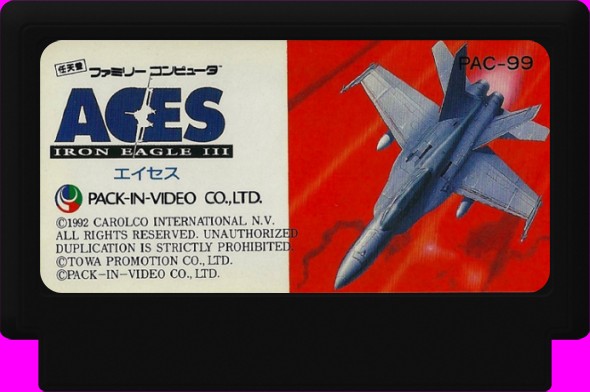 任天堂 ファミリーコンピュータ™
ACES
IRON EAGLE III
エイセス
PACK-IN-VIDEO CO.,LTD.
©1992 CAROLCO INTERNATIONAL N.V.
ALL RIGHTS RESERVED. UNAUTHORIZED
DUPLICATION IS STRICTLY PROHIBITED.
©TOWA PROMOTION CO., LTD.
©PACK-IN-VIDEO CO., LTD.
PAC-99